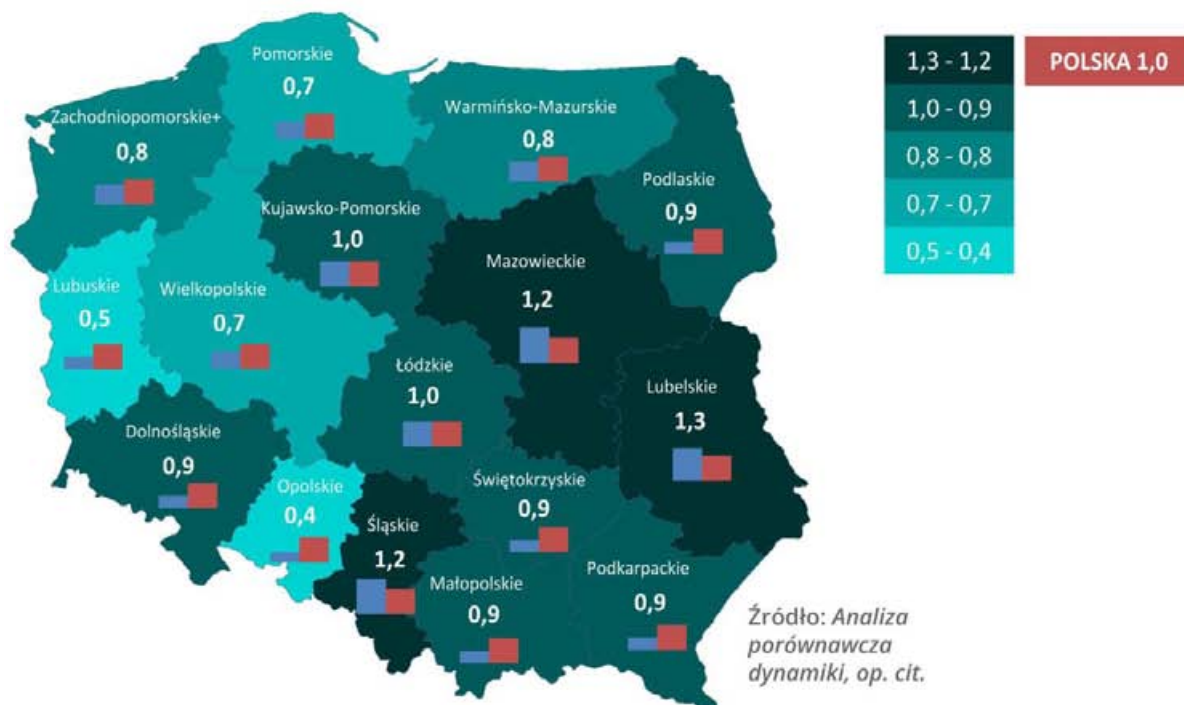 Pomorskie
0,7
Zachodniopomorskie+
0,8
Warmińsko-Mazurskie
0,8
Podlaskie
0,9
Kujawsko-Pomorskie
1,0
Mazowieckie
1,2
Lubuskie
0,5
Wielkopolskie
0,7
Łódzkie
1,0
Lubelskie
1,3
Dolnośląskie
0,9
Opolskie
0,4
Śląskie
1,2
Świętokrzyskie
0,9
Małopolskie
0,9
Podkarpackie
0,9
1,3 - 1,2
POLSKA 1,0
1,0 - 0,9
0,8 - 0,8
0,7 - 0,7
0,5 - 0,4
Źródło: Analiza
porównawcza
dynamiki, op. cit.